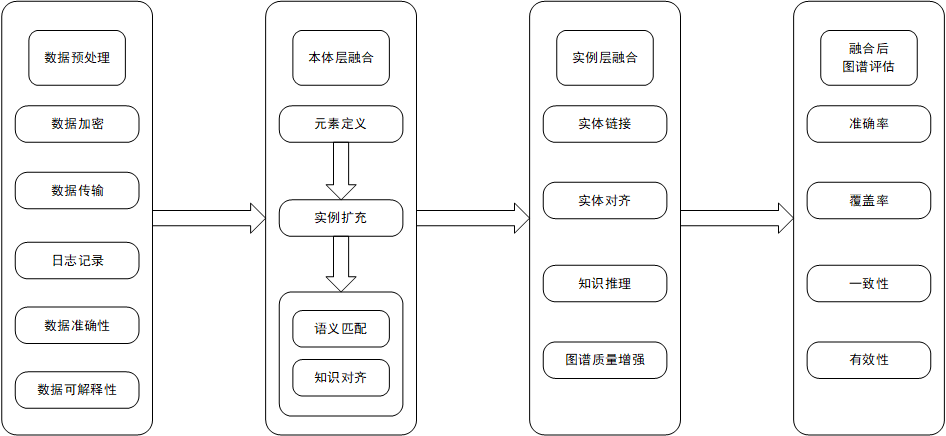 数据预处理
数据加密
数据传输
日志记录
数据准确性
数据可解释性
本体层融合
元素定义
实例扩充
语义匹配
知识对齐
实例层融合
实体链接
实体对齐
知识推理
图谱质量增强
融合后
图谱评估
准确率
覆盖率
一致性
有效性